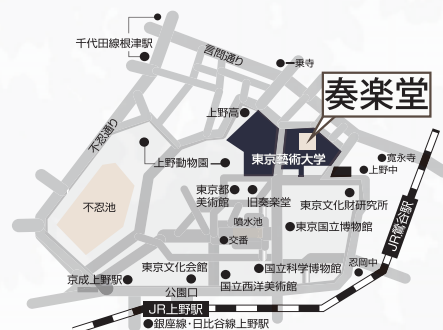 千代田線根津駅
言問通り
一乗寺
奏楽堂
上野高
不忍通り
上野動物園
東京藝術大学
寛永寺
上野中
東京都
美術館
旧奏楽堂
東京文化財研究所
不忍池
噴水池
東京国立博物館
交番
JR鶯谷駅
京成上野駅
東京文化会館
国立科学博物館
忍岡中
公園口
国立西洋美術館
JR上野駅
銀座線・日比谷線上野駅